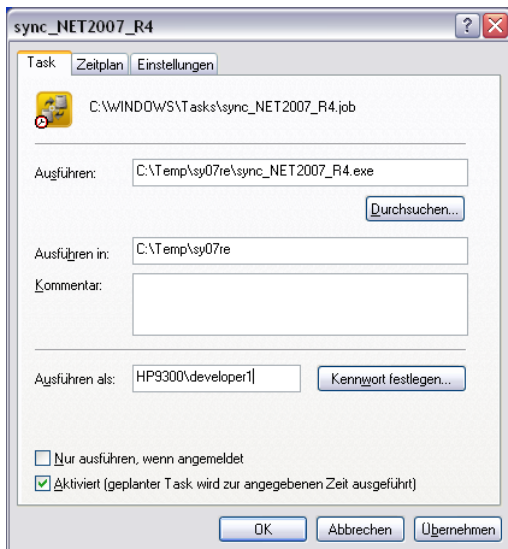 sync_NET2007_R4
Task Zeitplan Einstellungen
C:\WINDOWS\Tasks\sync_NET2007_R4.job
Ausführen: C:\Temp\sy07re\sync_NET2007_R4.exe
Durchsuchen...
Ausführen in: C:\Temp\sy07re
Kommentar:
Ausführen als: HP9300\developer1 Kennwort festlegen...
Nur ausführen, wenn angemeldet
Aktiviert (geplanter Task wird zur angegebenen Zeit ausgeführt)
OK Abbrechen Übernehmen